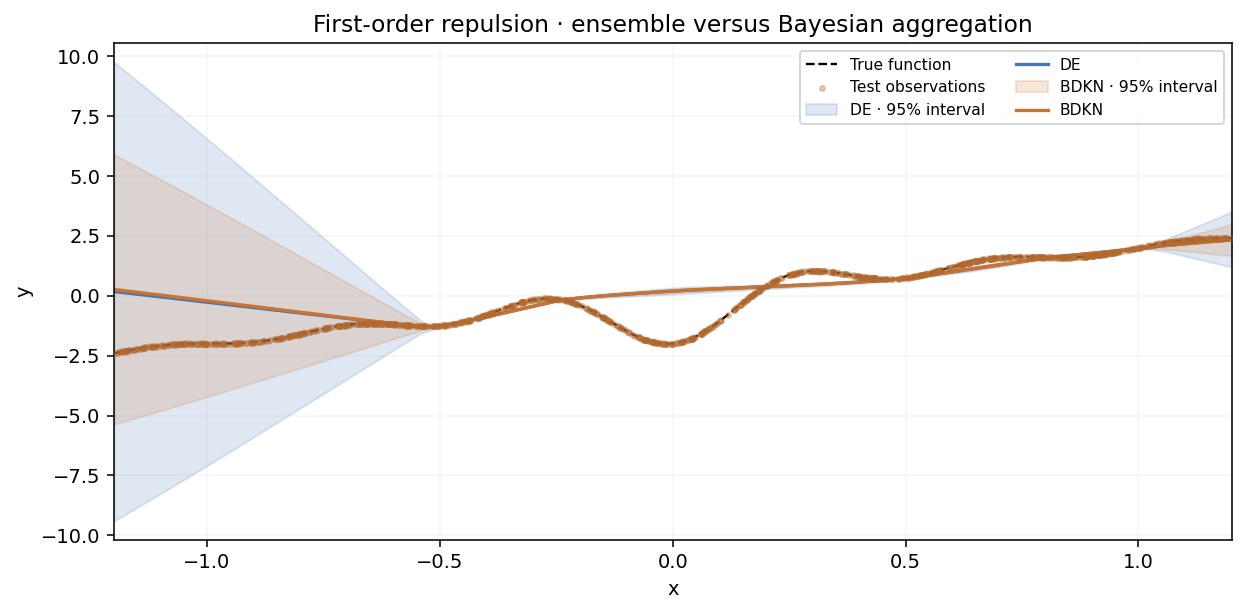 First-order repulsion · ensemble versus Bayesian aggregation
True function
Test observations
DE · 95% interval
DE
BDKN · 95% interval
BDKN
y
10.0
7.5
5.0
2.5
0.0
−2.5
−5.0
−7.5
−10.0
−1.0
−0.5
0.0
0.5
1.0
x